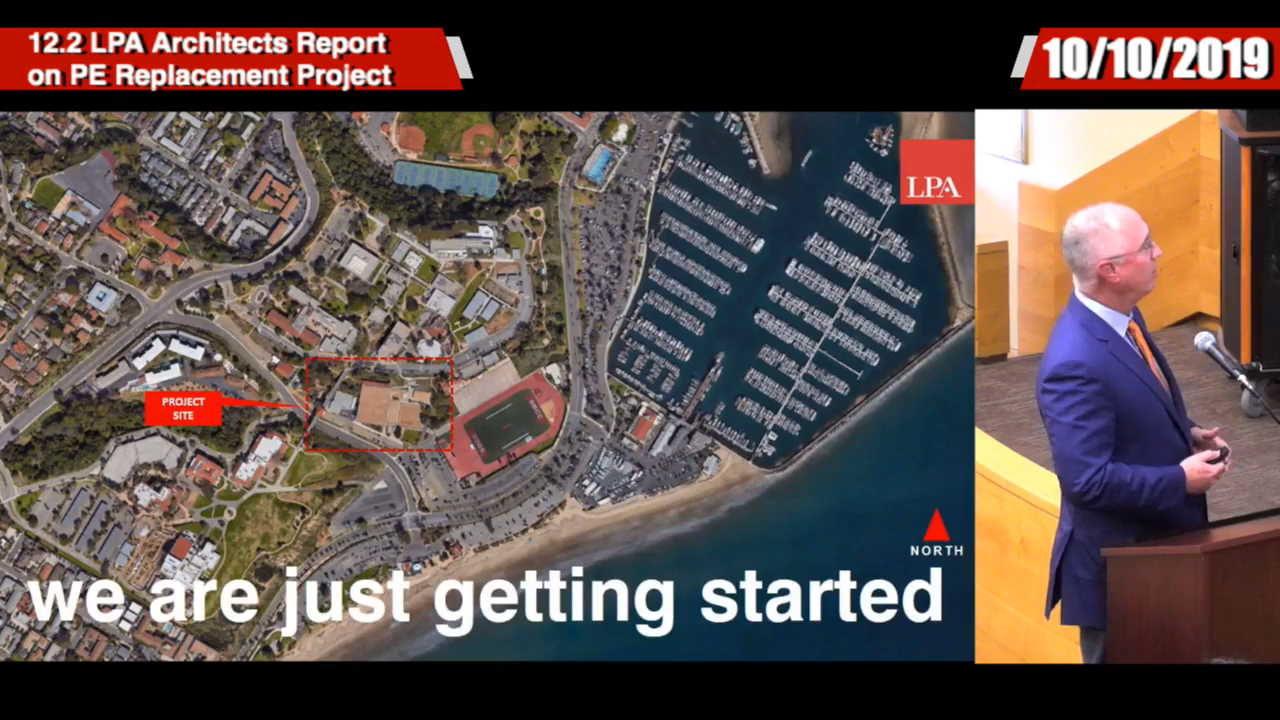 12.2 LPA Architects Report
on PE Replacement Project
10/10/2019
LPA
PROJECT
SITE
NORTH
we are just getting started